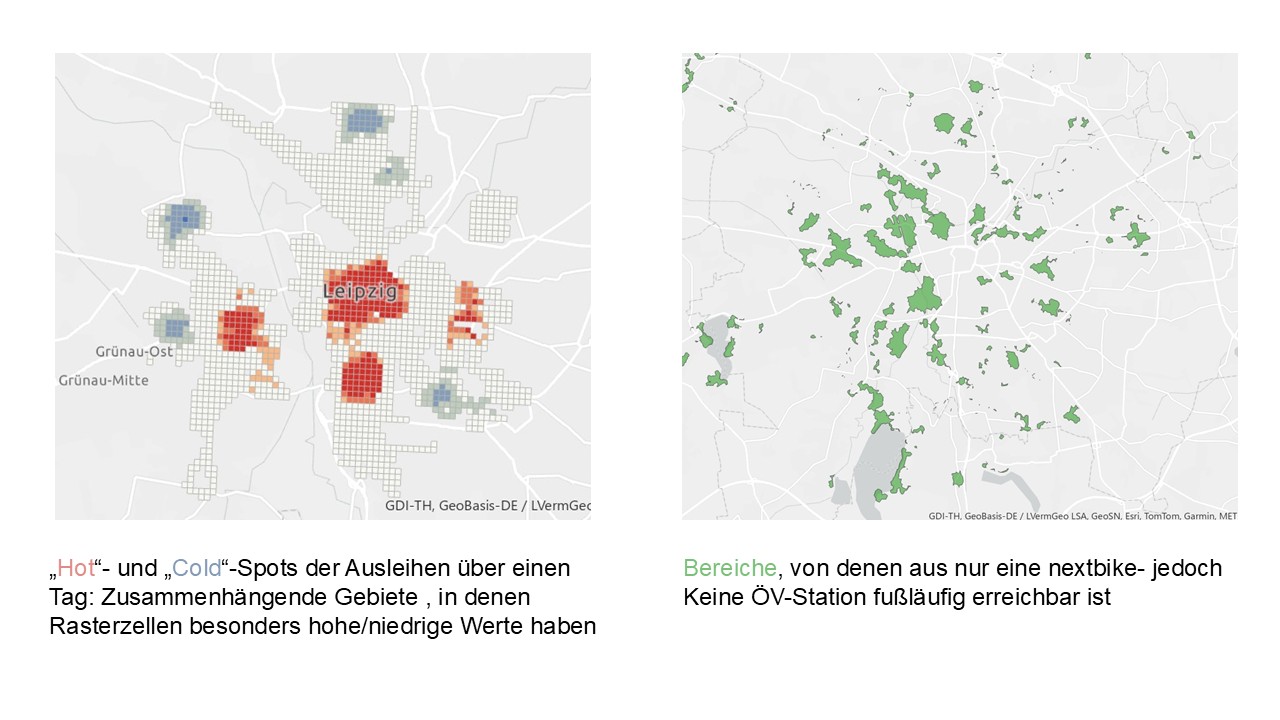 Leipzig
Grünau-Ost
Grünau-Mitte
GDI-TH, GeoBasis-DE / LVermGeo
GDI-TH, GeoBasis-DE / LVermGeo LSA, GeoSN, Esri, TomTom, Garmin, MET
„Hot“- und „Cold“-Spots der Ausleihen über einen
Tag: Zusammenhängende Gebiete , in denen
Rasterzellen besonders hohe/niedrige Werte haben
Bereiche, von denen aus nur eine nextbike- jedoch
Keine ÖV-Station fußläufig erreichbar ist